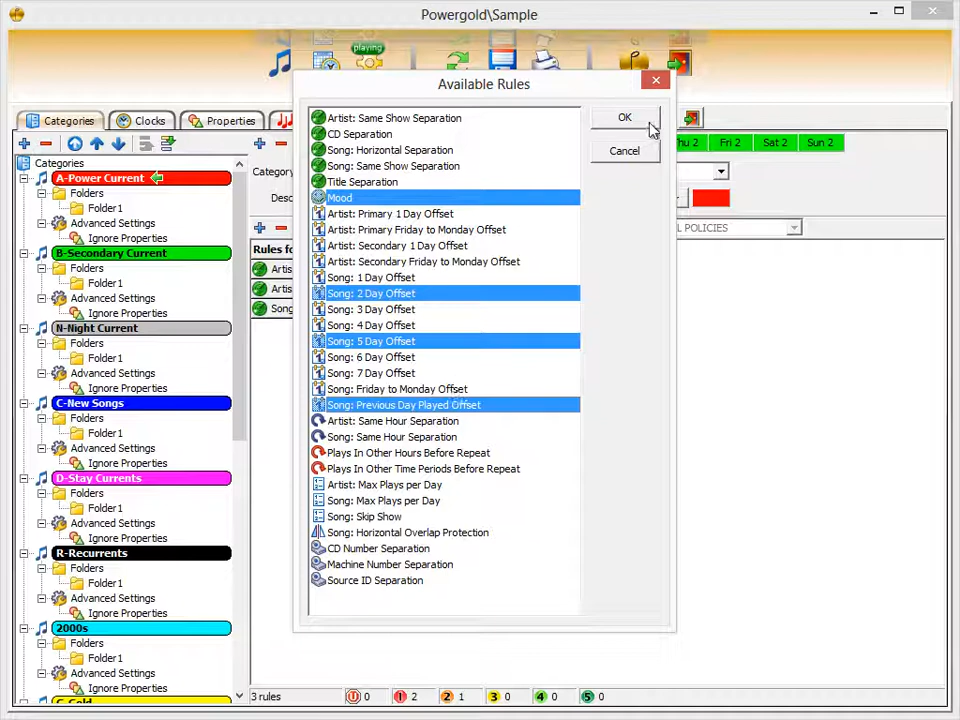 Powergold\Sample
playing
Available Rules
Categories
Clocks
Properties
Thu 2
Fri 2
Sat 2
Sun 2
Categories
A-Power Current
Folders
Folder1
Advanced Settings
Ignore Properties
B-Secondary Current
Folders
Folder1
Advanced Settings
Ignore Properties
N-Night Current
Folders
Folder1
Advanced Settings
Ignore Properties
C-New Songs
Folders
Folder1
Advanced Settings
Ignore Properties
D-Stay Currents
Folders
Folder1
Advanced Settings
Ignore Properties
R-Recurrents
Folders
Folder1
Advanced Settings
Ignore Properties
2000s
Folders
Folder1
Advanced Settings
Ignore Properties
Category
Desc
Rules fo
Artis
Artis
Song
L POLICIES
Artist: Same Show Separation
CD Separation
Song: Horizontal Separation
Song: Same Show Separation
Title Separation
Mood
Artist: Primary 1 Day Offset
Artist: Primary Friday to Monday Offset
Artist: Secondary 1 Day Offset
Artist: Secondary Friday to Monday Offset
Song: 1 Day Offset
Song: 2 Day Offset
Song: 3 Day Offset
Song: 4 Day Offset
Song: 5 Day Offset
Song: 6 Day Offset
Song: 7 Day Offset
Song: Friday to Monday Offset
Song: Previous Day Played Offset
Artist: Same Hour Separation
Song: Same Hour Separation
Plays In Other Hours Before Repeat
Plays In Other Time Periods Before Repeat
Artist: Max Plays per Day
Song: Max Plays per Day
Song: Skip Show
Song: Horizontal Overlap Protection
CD Number Separation
Machine Number Separation
Source ID Separation
OK
Cancel
3 rules
U 0
1 2
2 1
3 0
4 0
5 0